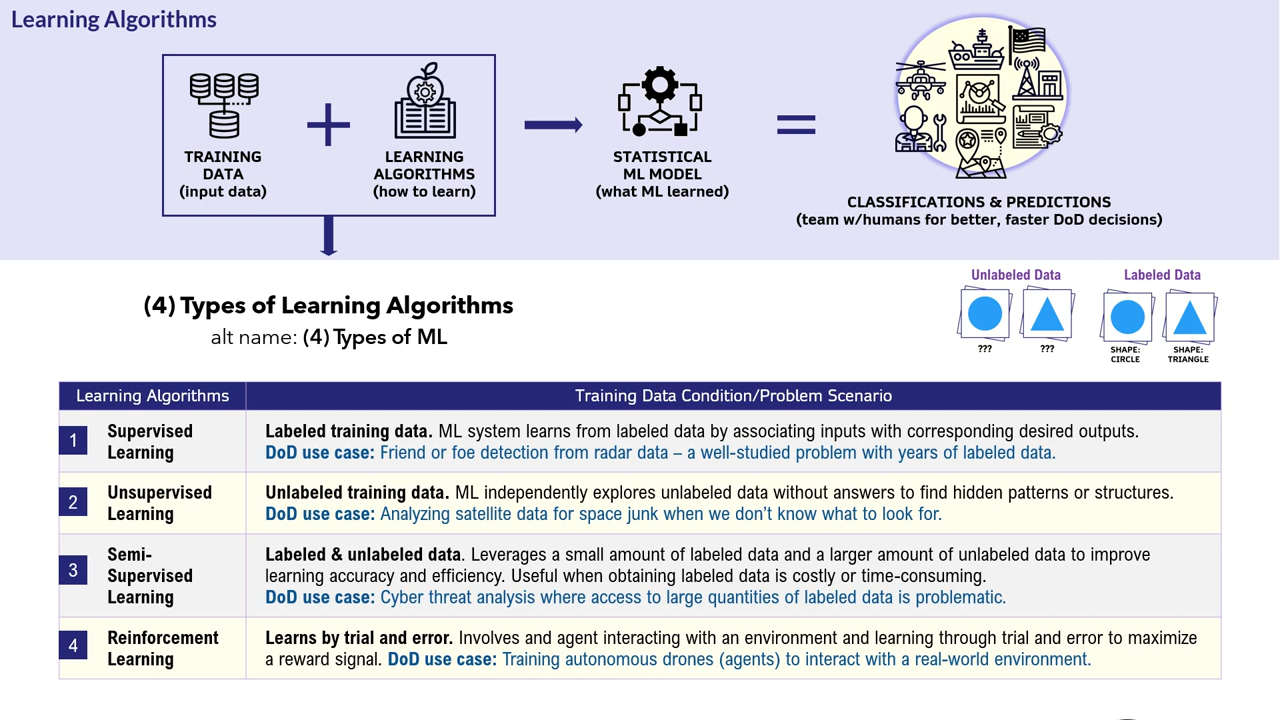 Learning Algorithms
TRAINING
DATA
(input data)
LEARNING
ALGORITHMS
(how to learn)
STATISTICAL
ML MODEL
(what ML learned)
CLASSIFICATIONS & PREDICTIONS
(team w/humans for better, faster DoD decisions)
(4) Types of Learning Algorithms
alt name: (4) Types of ML
Unlabeled Data
???
???
Labeled Data
SHAPE:
CIRCLE
SHAPE:
TRIANGLE
Learning Algorithms
Training Data Condition/Problem Scenario
1
Supervised
Learning
Labeled training data. ML system learns from labeled data by associating inputs with corresponding desired outputs.
DoD use case: Friend or foe detection from radar data – a well-studied problem with years of labeled data.
2
Unsupervised
Learning
Unlabeled training data. ML independently explores unlabeled data without answers to find hidden patterns or structures.
DoD use case: Analyzing satellite data for space junk when we don’t know what to look for.
3
Semi-
Supervised
Learning
Labeled & unlabeled data. Leverages a small amount of labeled data and a larger amount of unlabeled data to improve
learning accuracy and efficiency. Useful when obtaining labeled data is costly or time-consuming.
DoD use case: Cyber threat analysis where access to large quantities of labeled data is problematic.
4
Reinforcement
Learning
Learns by trial and error. Involves and agent interacting with an environment and learning through trial and error to maximize
a reward signal. DoD use case: Training autonomous drones (agents) to interact with a real-world environment.